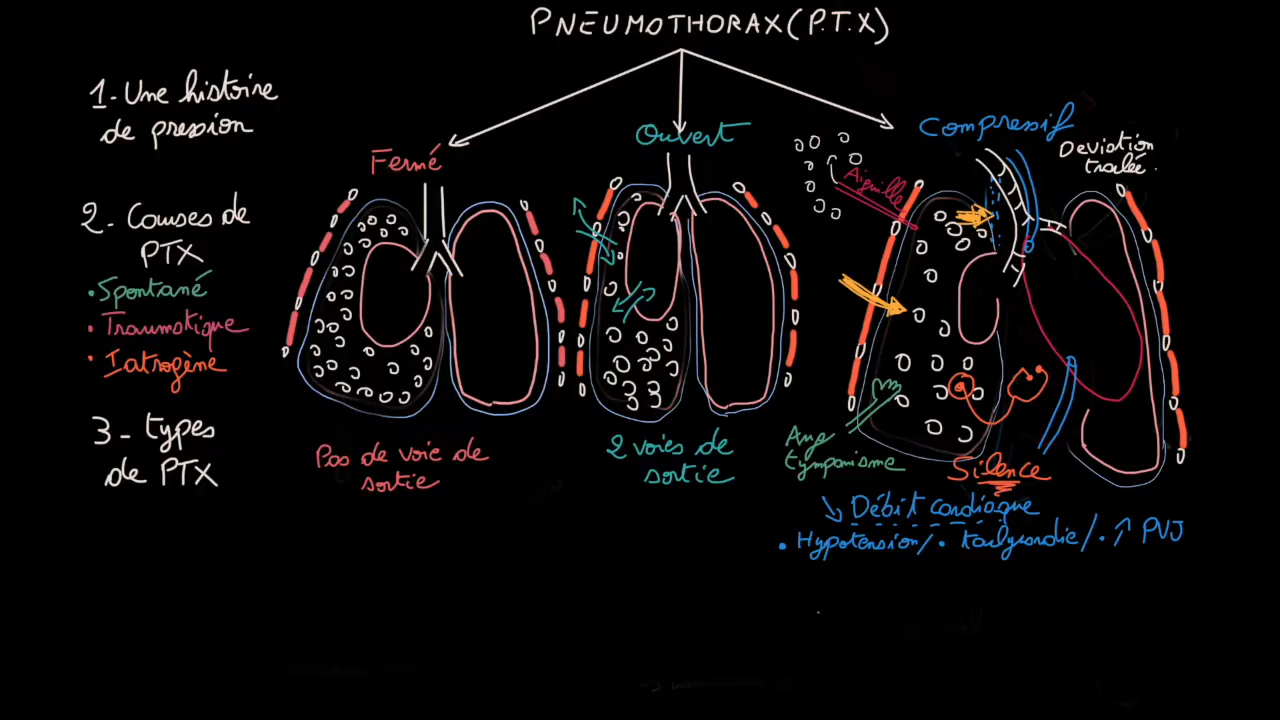 PNEUMOTHORAX (P.T.X)
1- Une histoire
de pression
2- Causes de
PTX
• Spontané
• Traumatique
• Iatrogène
3- types
de PTX
Fermé
Pas de voie de
sortie
Ouvert
2 voies de
sortie
Compressif
Deviation
trachée.
Aiguille
tympanisme
Silence
↘ Débit cardiaque
• Hypotension/ • tachycardie/ • ↑ PVJ